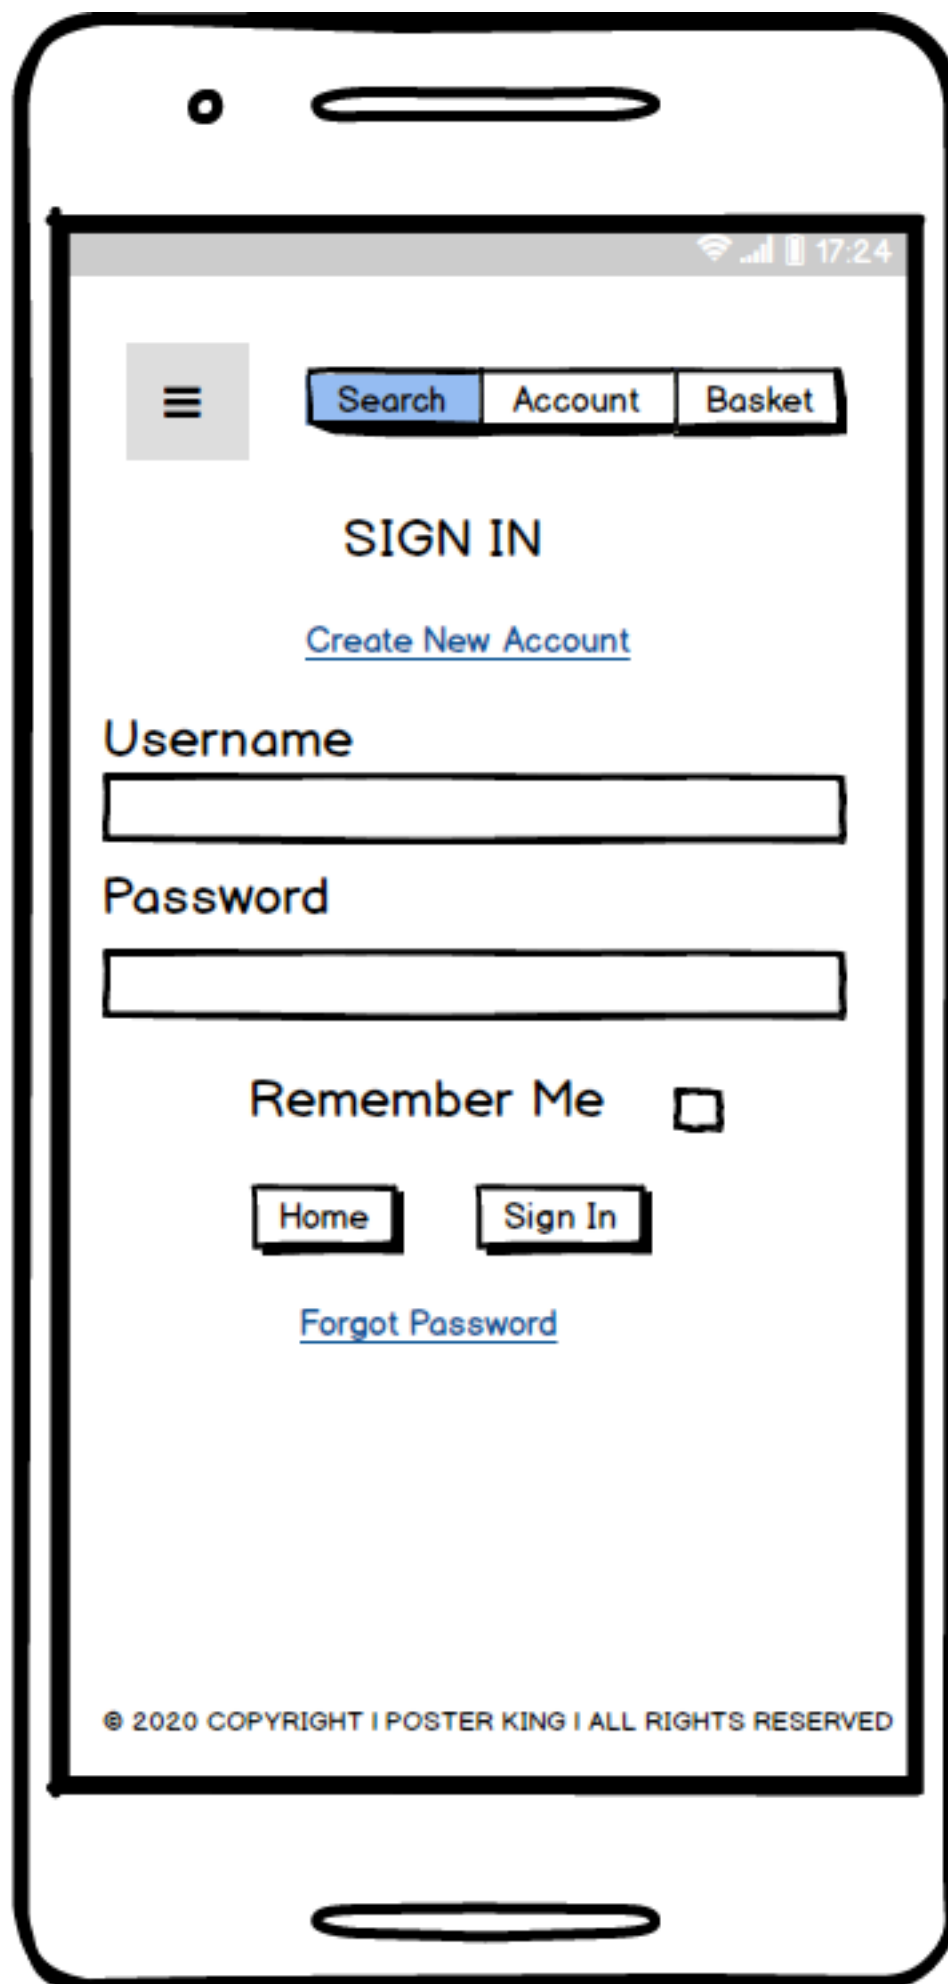 17:24
Search Account Basket
SIGN IN
Create New Account
Username
Password
Remember Me
Home Sign In
Forgot Password
© 2020 COPYRIGHT | POSTER KING | ALL RIGHTS RESERVED